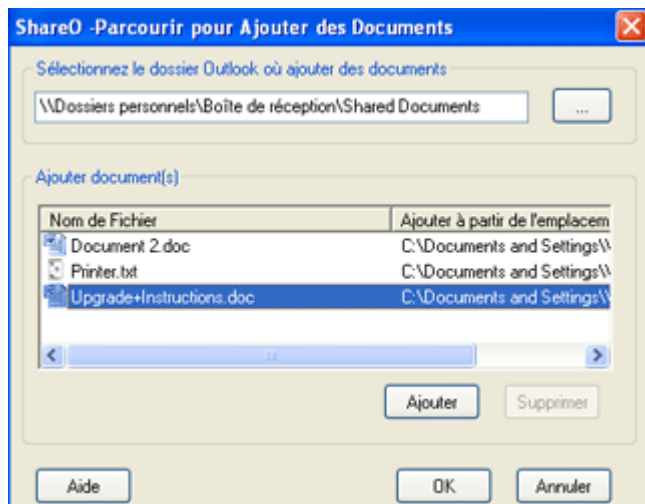 ShareO -Parcourir pour Ajouter des Documents
Sélectionnez le dossier Outlook où ajouter des documents
\\Dossiers personnels\Boîte de réception\Shared Documents
...
Ajouter document(s)
Nom de Fichier Ajouter à partir de l'emplacem
Document 2.doc C:\Documents and Settings\\
Printer.txt C:\Documents and Settings\\
Upgrade+Instructions.doc C:\Documents and Settings\\
Ajouter Supprimer
Aide OK Annuler